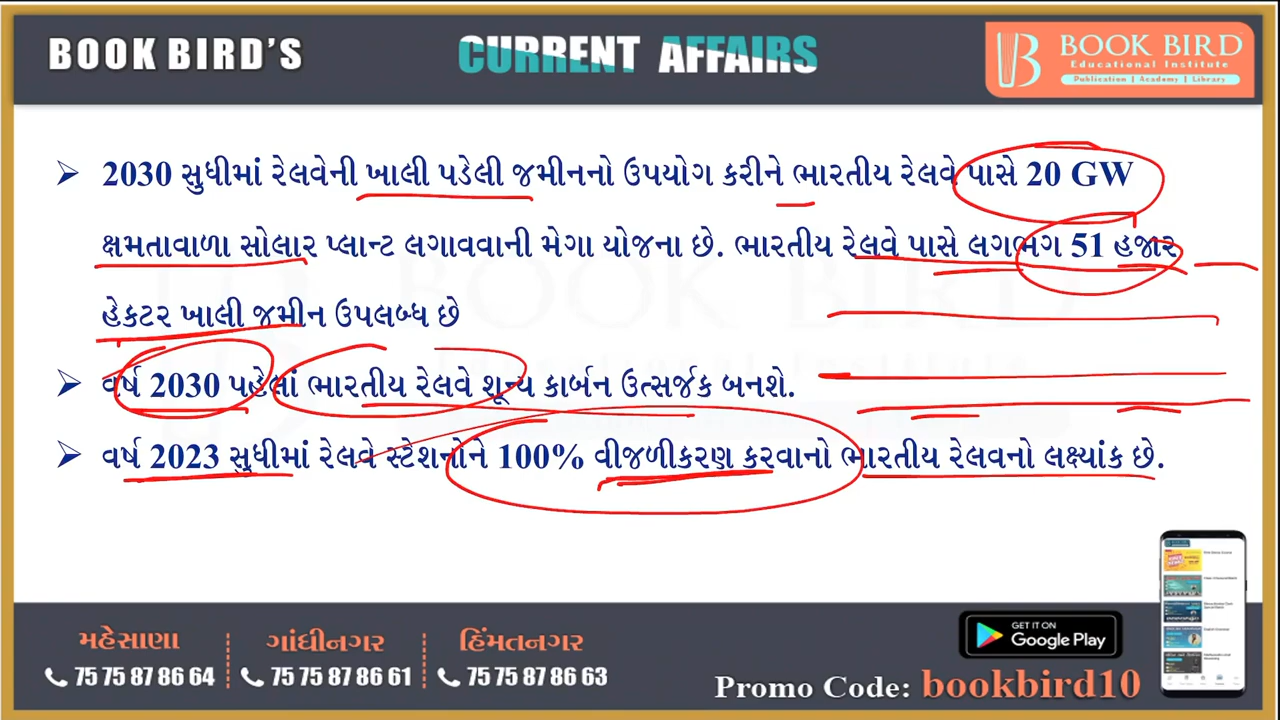 BOOK BIRD'S
CURRENT AFFAIRS
BOOK BIRD
Educational Institute
Publication | Academy | Library
➢ 2030 સુધીમાં રેલવેની ખાલી પડેલી જમીનનો ઉપયોગ કરીને ભારતીય રેલવે પાસે 20 GW
ક્ષમતાવાળા સોલાર પ્લાન્ટ લગાવવાની મેગા યોજના છે. ભારતીય રેલવે પાસે લગભગ 51 હજાર
હેકટર ખાલી જમીન ઉપલબ્ધ છે
➢ વર્ષ 2030 પહેલાં ભારતીય રેલવે શૂન્ય કાર્બન ઉત્સર્જક બનશે.
➢ વર્ષ 2023 સુધીમાં રેલવે સ્ટેશનોને 100% વીજળીકરણ કરવાનો ભારતીય રેલવનો લક્ષ્યાંક છે.
મહેસાણા
75 75 87 86 64
ગાંધીનગર
75 75 87 86 61
હિંમતનગર
75 75 87 86 63
GET IT ON
Google Play
Promo Code: bookbird10